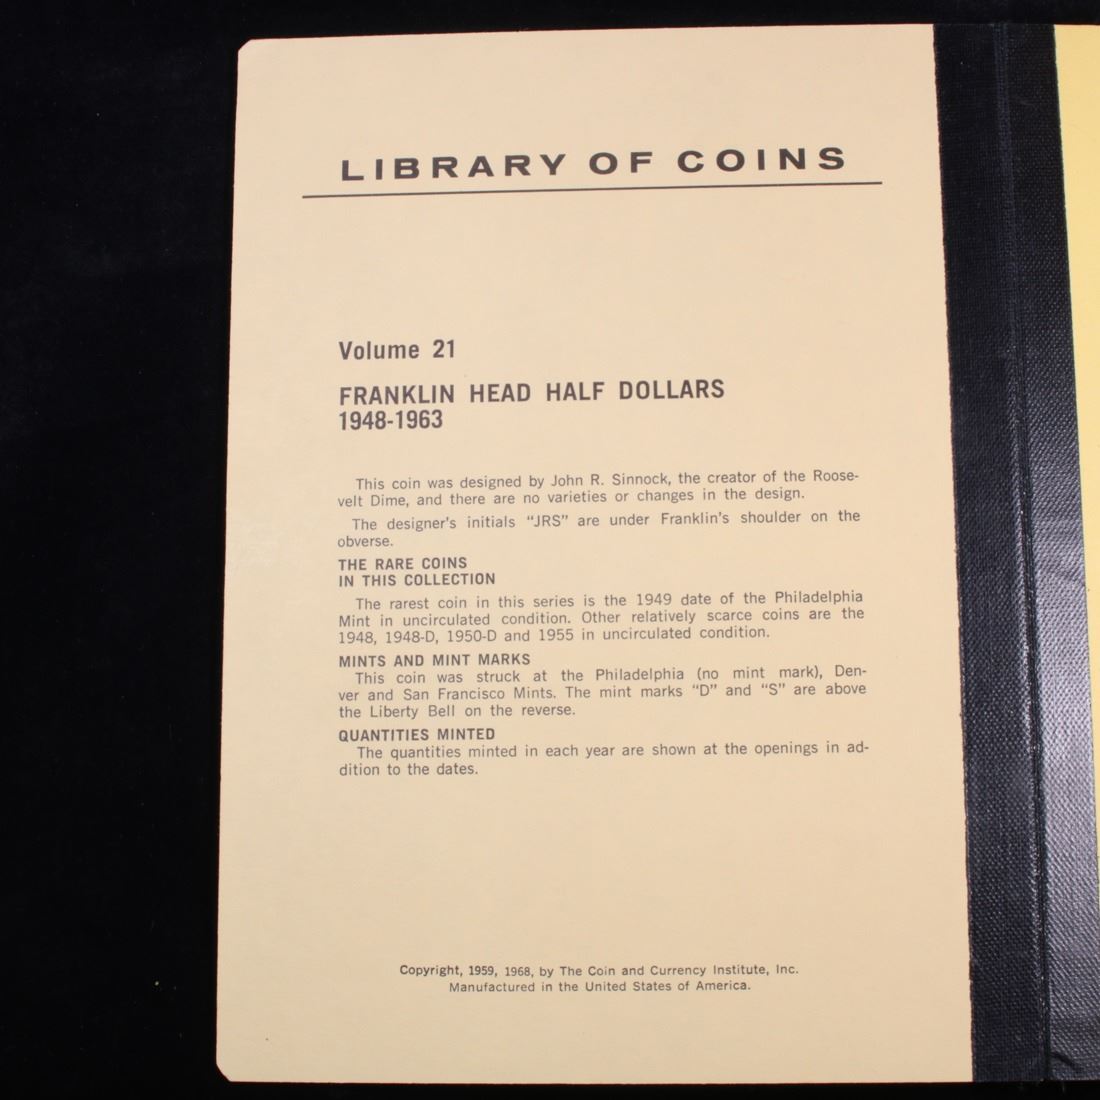 LIBRARY OF COINS
Volume 21
FRANKLIN HEAD HALF DOLLARS
1948-1963
This coin was designed by John R. Sinnock, the creator of the Roose-
velt Dime, and there are no varieties or changes in the design.
The designer's initials "JRS" are under Franklin's shoulder on the
obverse.
THE RARE COINS
IN THIS COLLECTION
The rarest coin in this series is the 1949 date of the Philadelphia
Mint in uncirculated condition. Other relatively scarce coins are the
1948, 1948-D, 1950-D and 1955 in uncirculated condition.
MINTS AND MINT MARKS
This coin was struck at the Philadelphia (no mint mark), Den-
ver and San Francisco Mints. The mint marks "D" and "S" are above
the Liberty Bell on the reverse.
QUANTITIES MINTED
The quantities minted in each year are shown at the openings in ad-
dition to the dates.
Copyright, 1959, 1968, by The Coin and Currency Institute, Inc.
Manufactured in the United States of America.